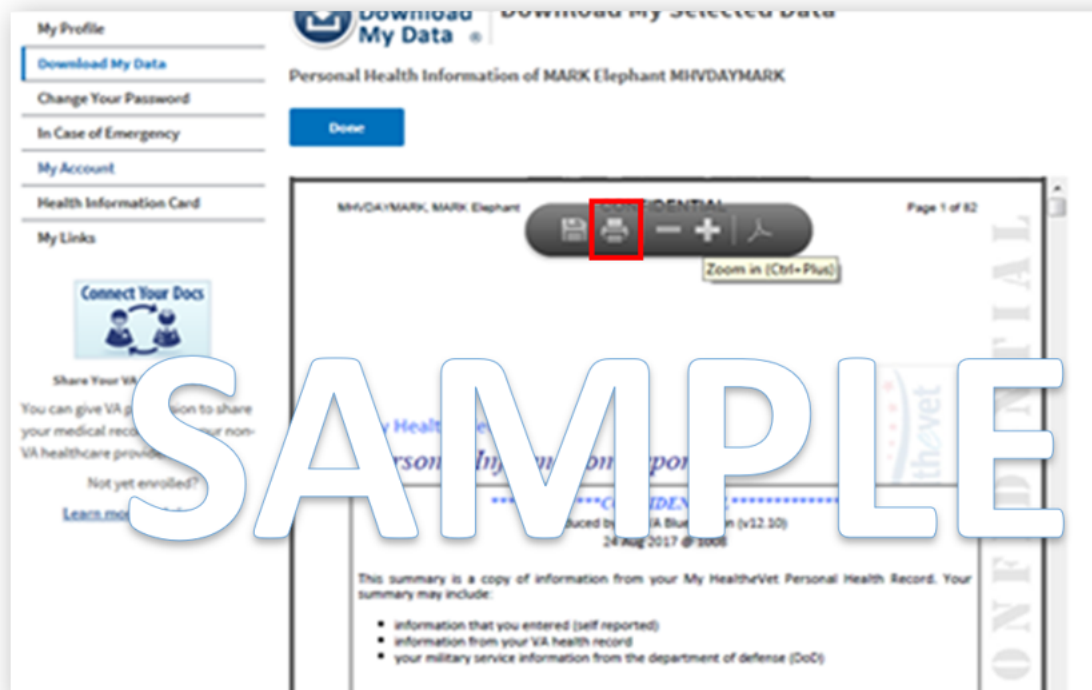 My Profile
Download My Data
Change Your Password
In Case of Emergency
My Account
Health Information Card
My Links
Connect Your Docs
Share Your VA
You can give VA to share
your medical non-
VA healthcare
Not yet enrolled?
Learn
Download
My Data ®
Download My Selected Data
Personal Health Information of MARK Elephant MHVDAYMARK
Done
MHVDAYMARK, MARK Elephant
CONFIDENTIAL
Page 1 of 82
Zoom in (Ctrl+Plus)
SAMPLE
24 Aug 2017 @ 1008
This summary is a copy of information from your My HealtheVet Personal Health Record. Your
summary may include:
▪ information that you entered (self reported)
▪ information from your VA health record
▪ your military service information from the department of defense (DoD)